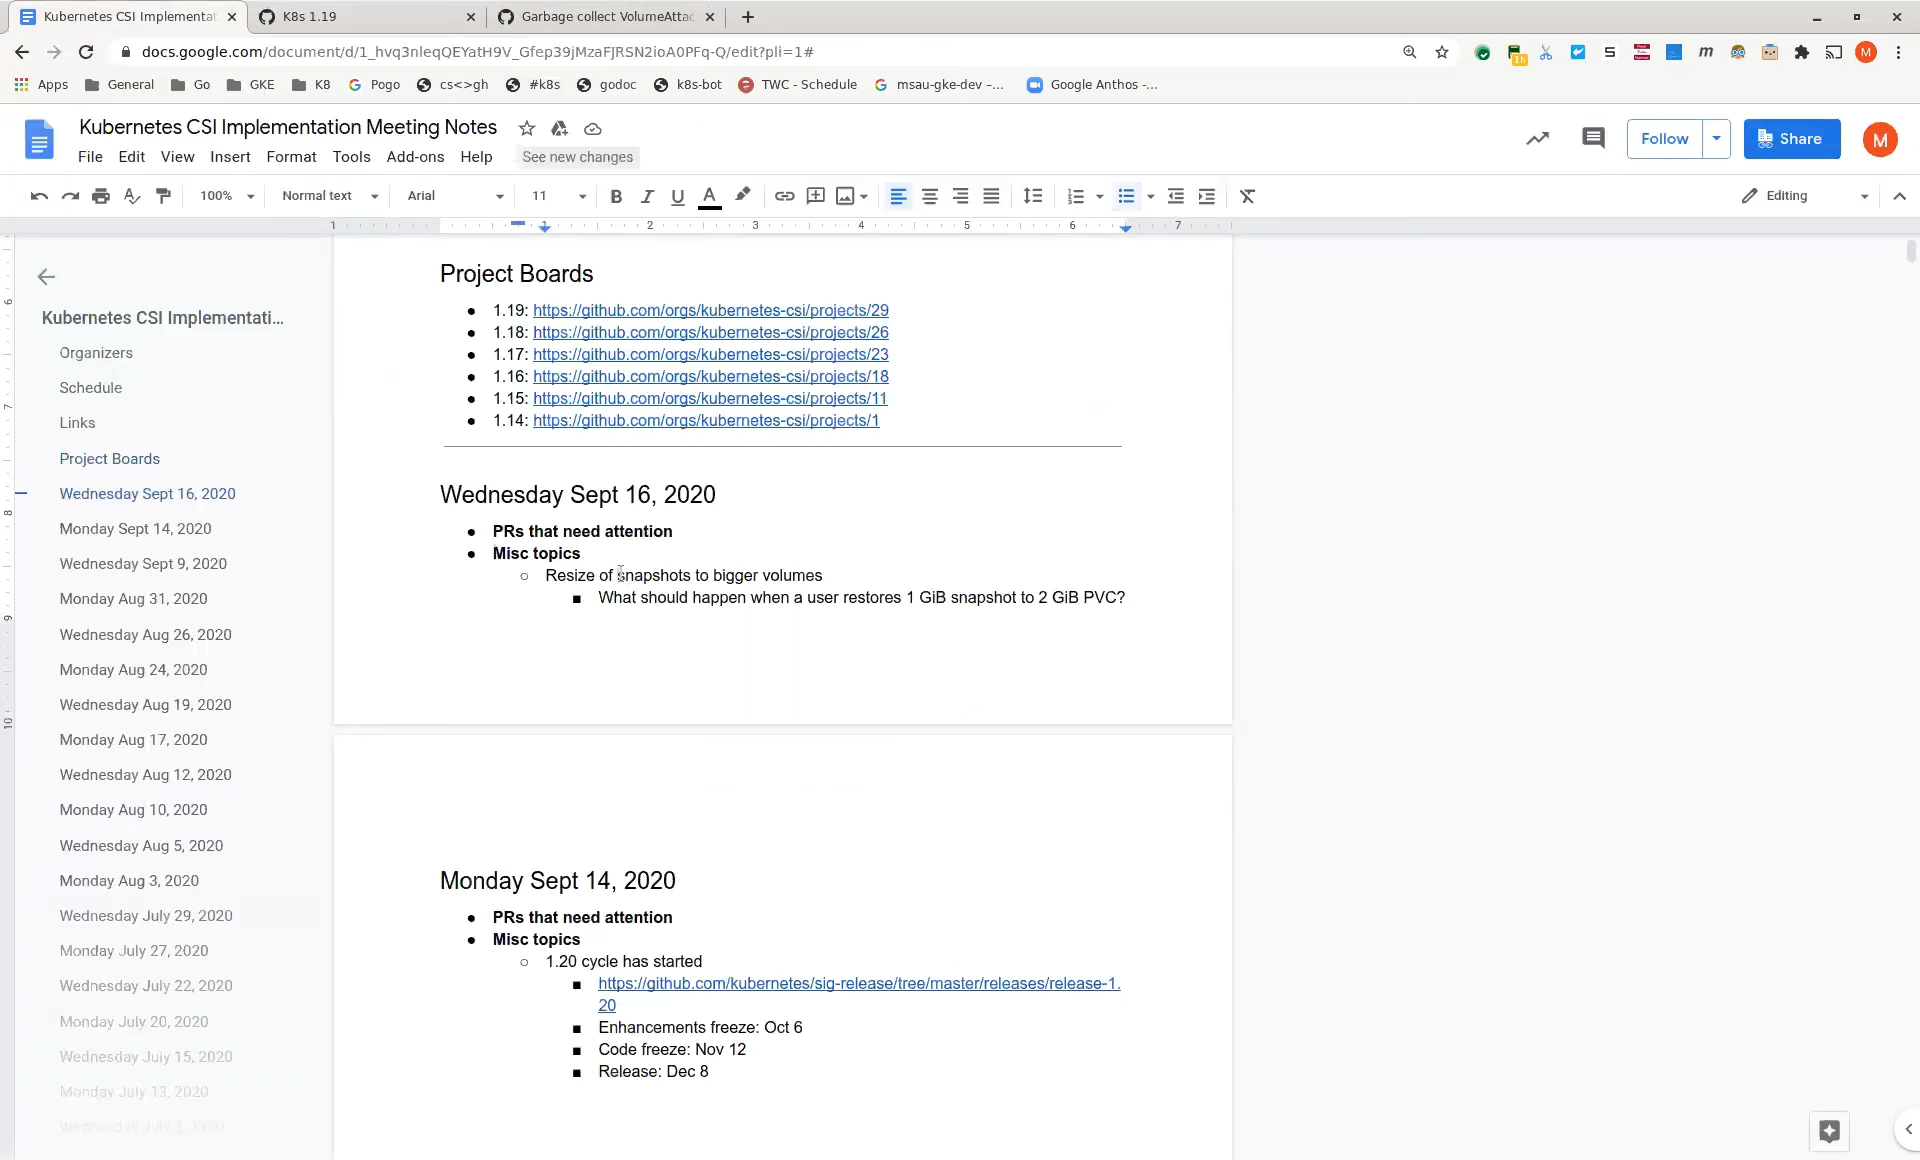 Kubernetes CSI Implementat
K8s 1.19
Garbage collect VolumeAttac
docs.google.com/document/d/1_hvq3nleqQEYatH9V_Gfep39jMzaFJRSN2ioA0PFq-Q/edit?pli=1#
1h
M
Apps
General
Go
GKE
K8
Pogo
cs<>gh
#k8s
godoc
k8s-bot
TWC - Schedule
msau-gke-dev –...
Google Anthos -...
Kubernetes CSI Implementation Meeting Notes
File Edit View Insert Format Tools Add-ons Help
See new changes
Follow
Share
M
100%
Normal text
Arial
11
B I U A
Editing
1 1 2 3 4 5 6 7
6
7
8
9
10
Kubernetes CSI Implementati...
Organizers
Schedule
Links
Project Boards
Wednesday Sept 16, 2020
Monday Sept 14, 2020
Wednesday Sept 9, 2020
Monday Aug 31, 2020
Wednesday Aug 26, 2020
Monday Aug 24, 2020
Wednesday Aug 19, 2020
Monday Aug 17, 2020
Wednesday Aug 12, 2020
Monday Aug 10, 2020
Wednesday Aug 5, 2020
Monday Aug 3, 2020
Wednesday July 29, 2020
Monday July 27, 2020
Wednesday July 22, 2020
Monday July 20, 2020
Wednesday July 15, 2020
Monday July 13, 2020
Project Boards
● 1.19: https://github.com/orgs/kubernetes-csi/projects/29
● 1.18: https://github.com/orgs/kubernetes-csi/projects/26
● 1.17: https://github.com/orgs/kubernetes-csi/projects/23
● 1.16: https://github.com/orgs/kubernetes-csi/projects/18
● 1.15: https://github.com/orgs/kubernetes-csi/projects/11
● 1.14: https://github.com/orgs/kubernetes-csi/projects/1
Wednesday Sept 16, 2020
● PRs that need attention
● Misc topics
○ Resize of snapshots to bigger volumes
■ What should happen when a user restores 1 GiB snapshot to 2 GiB PVC?
Monday Sept 14, 2020
● PRs that need attention
● Misc topics
○ 1.20 cycle has started
■ https://github.com/kubernetes/sig-release/tree/master/releases/release-1.
20
■ Enhancements freeze: Oct 6
■ Code freeze: Nov 12
■ Release: Dec 8